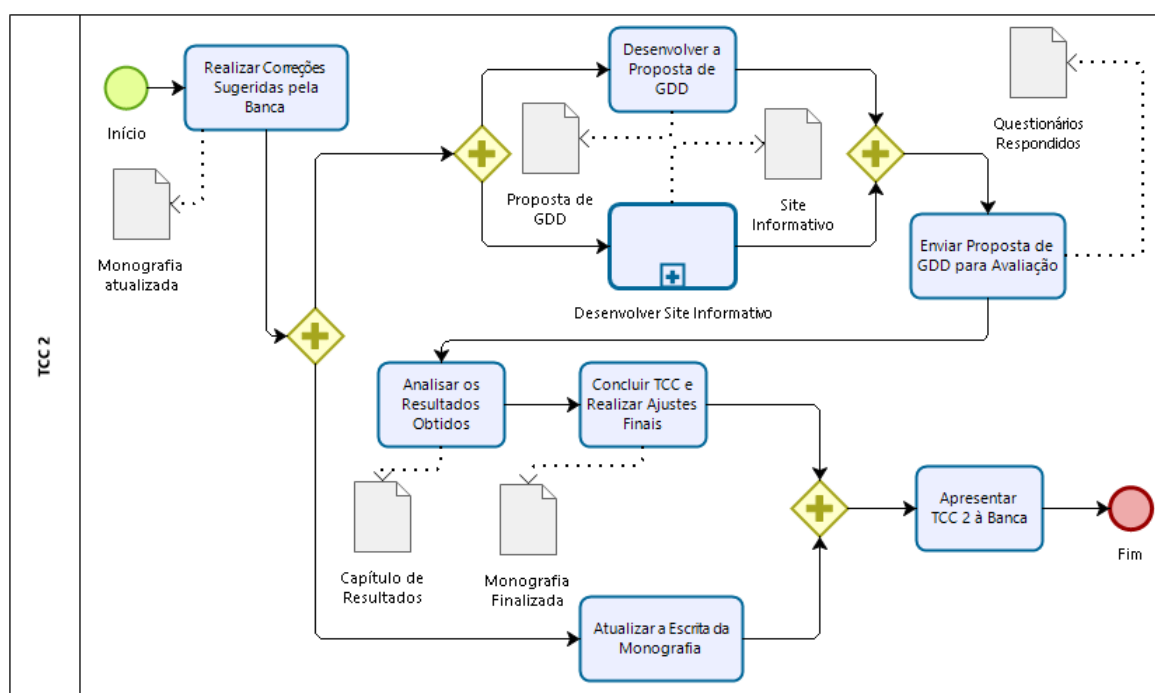 TCC 2
Realizar Correções
Sugeridas pela
Banca
Início
Monografia
atualizada
Desenvolver a
Proposta de
GDD
Proposta de
GDD
Site
Informativo
Desenvolver Site Informativo
Questionários
Respondidos
Enviar Proposta de
GDD para Avaliação
Analisar os
Resultados
Obtidos
Concluir TCC e
Realizar Ajustes
Finais
Capítulo de
Resultados
Monografia
Finalizada
Atualizar a Escrita da
Monografia
Apresentar
TCC 2 à Banca
Fim